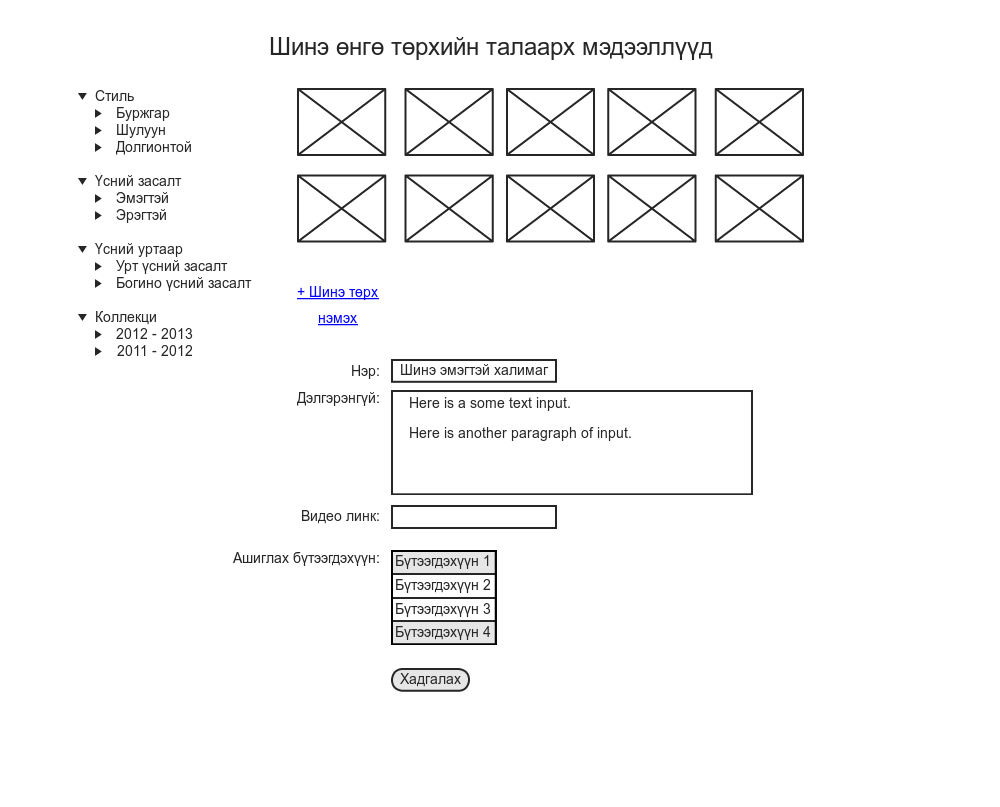 Шинэ өнгө төрхийн талаарх мэдээллүүд
Стиль
Буржгар
Шулуун
Долгионтой
Үсний засалт
Эмэгтэй
Эрэгтэй
Үсний уртаар
Урт үсний засалт
Богино үсний засалт
Коллекци
2012 - 2013
2011 - 2012
+ Шинэ төрх
нэмэх
Нэр: Шинэ эмэгтэй халимаг
Дэлгэрэнгүй: Here is a some text input.
Here is another paragraph of input.
Видео линк:
Ашиглах бүтээгдэхүүн: Бүтээгдэхүүн 1
Бүтээгдэхүүн 2
Бүтээгдэхүүн 3
Бүтээгдэхүүн 4
Хадгалах